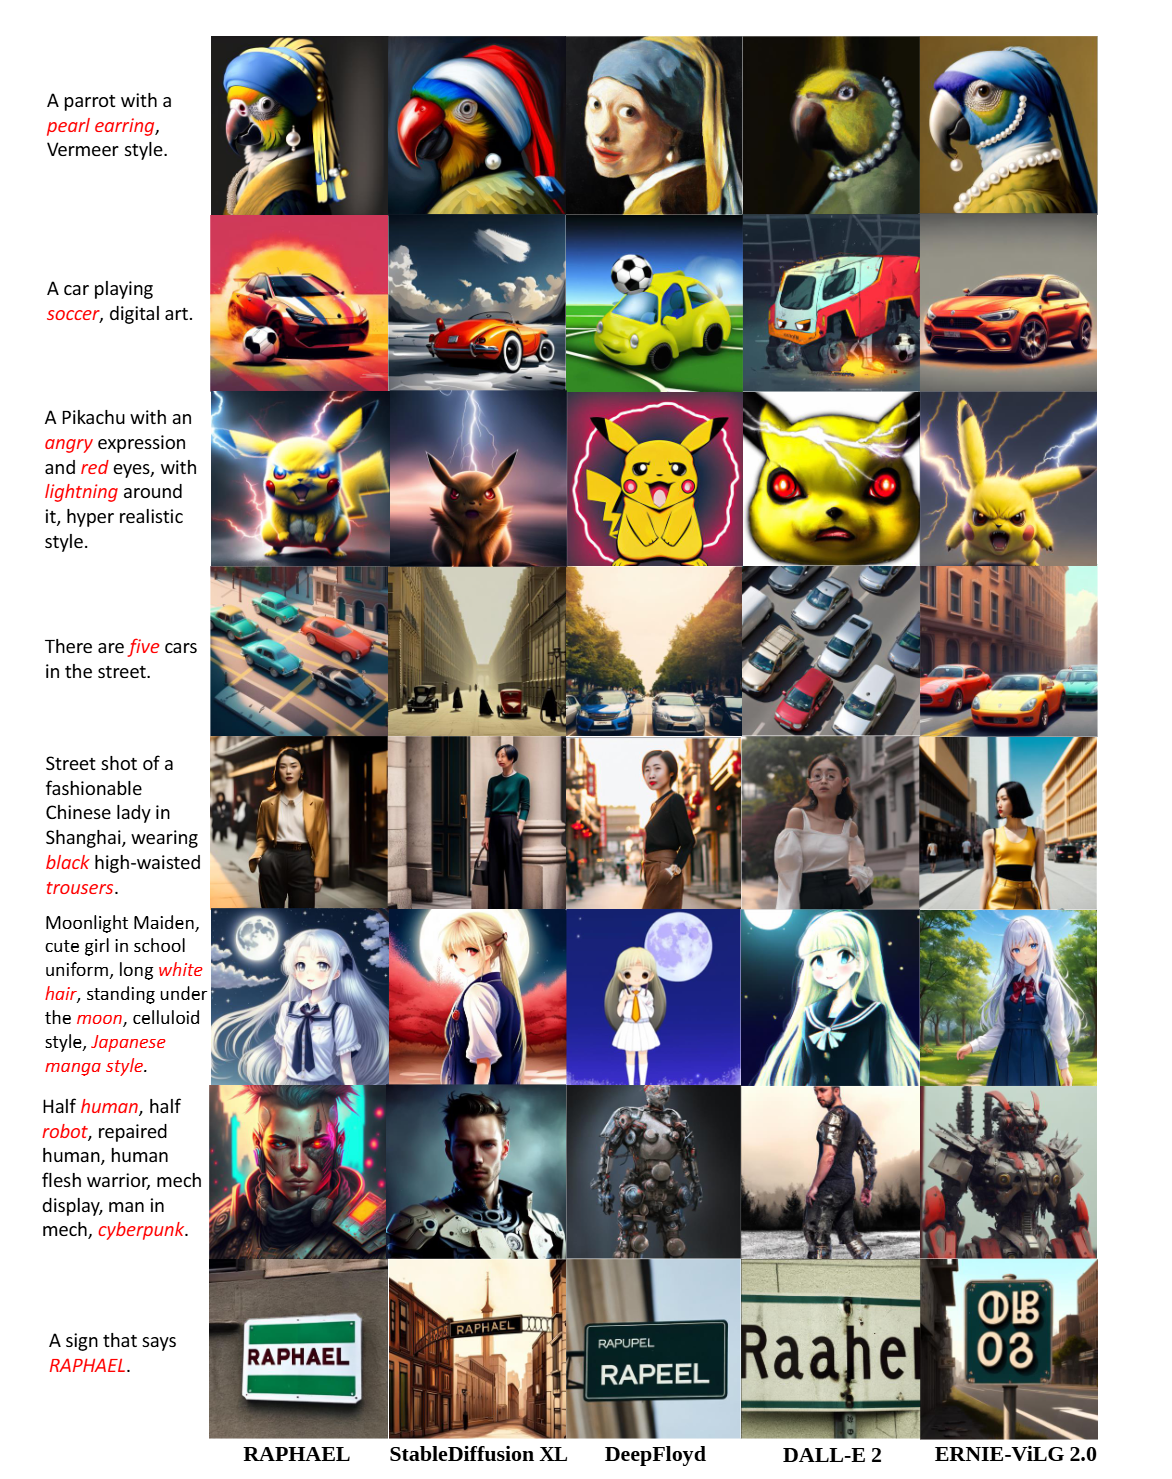 A parrot with a
pearl earring,
Vermeer style.
A car playing
soccer, digital art.
A Pikachu with an
angry expression
and red eyes, with
lightning around
it, hyper realistic
style.
There are five cars
in the street.
Street shot of a
fashionable
Chinese lady in
Shanghai, wearing
black high-waisted
trousers.
Moonlight Maiden,
cute girl in school
uniform, long white
hair, standing under
the moon, celluloid
style, Japanese
manga style.
Half human, half
robot, repaired
human, human
flesh warrior, mech
display, man in
mech, cyberpunk.
A sign that says
RAPHAEL.
RAPHAEL
RAPHAEL
RAPUPEL
RAPEEL
Raahe
03
RAPHAEL
StableDiffusion XL
DeepFloyd
DALL-E 2
ERNIE-ViLG 2.0